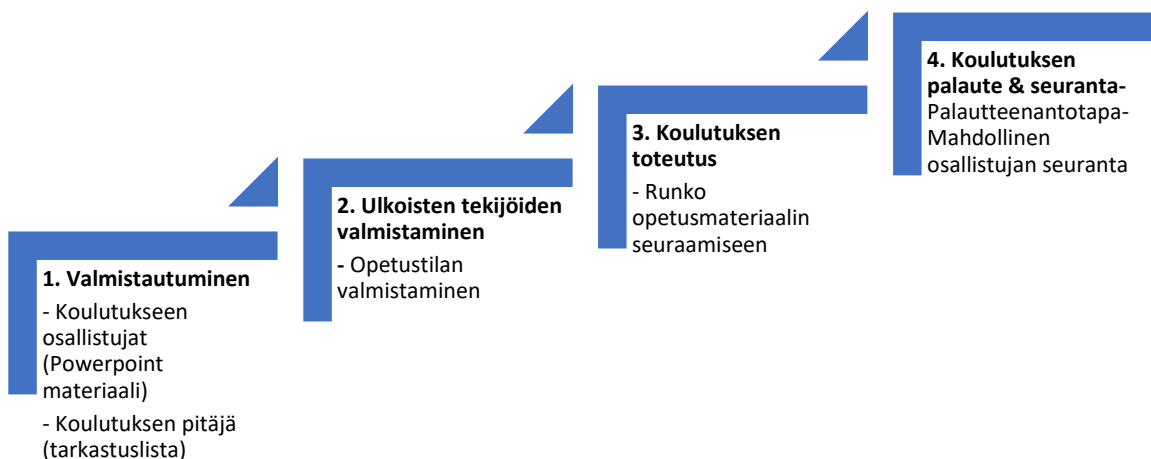 1. Valmistautuminen
- Koulutukseen
osallistujat
(Powerpoint
materiaali)
- Koulutuksen pitäjä
(tarkastuslista)
2. Ulkoisten tekijöiden
valmistaminen
- Opetustilan
valmistaminen
3. Koulutuksen
toteutus
- Runko
opetusmateriaalin
seuraamiseen
4. Koulutuksen
palaute & seuranta-
Palautteenantotapa-
Mahdollinen
osallistujan seuranta